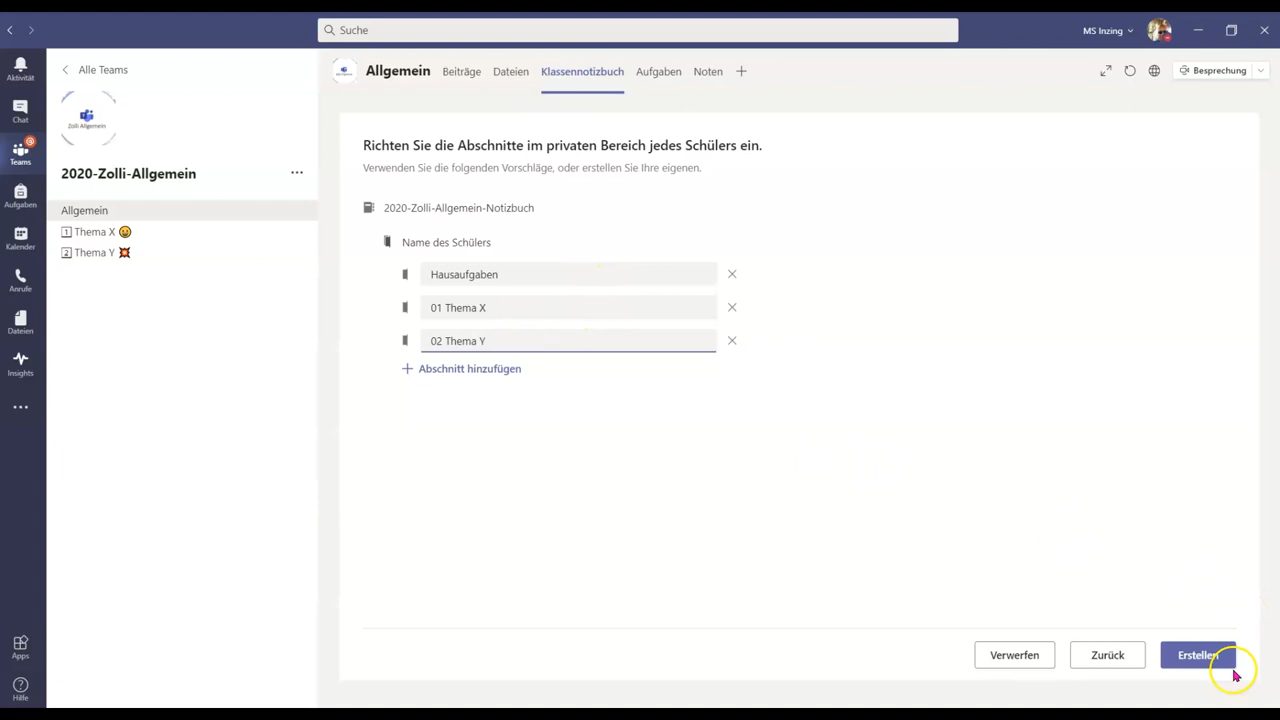 Suche
MS Inzing
Aktivität
Chat
Teams
Aufgaben
Kalender
Anrufe
Dateien
Insights
Apps
Hilfe
Alle Teams
Zolli Allgemein
2020-Zolli-Allgemein
Allgemein
1 Thema X 😀
2 Thema Y 💥
Allgemein Beiträge Dateien Klassennotizbuch Aufgaben Noten
Besprechung
Richten Sie die Abschnitte im privaten Bereich jedes Schülers ein.
Verwenden Sie die folgenden Vorschläge, oder erstellen Sie Ihre eigenen.
2020-Zolli-Allgemein-Notizbuch
Name des Schülers
Hausaufgaben
01 Thema X
02 Thema Y
Abschnitt hinzufügen
Verwerfen Zurück Erstellen